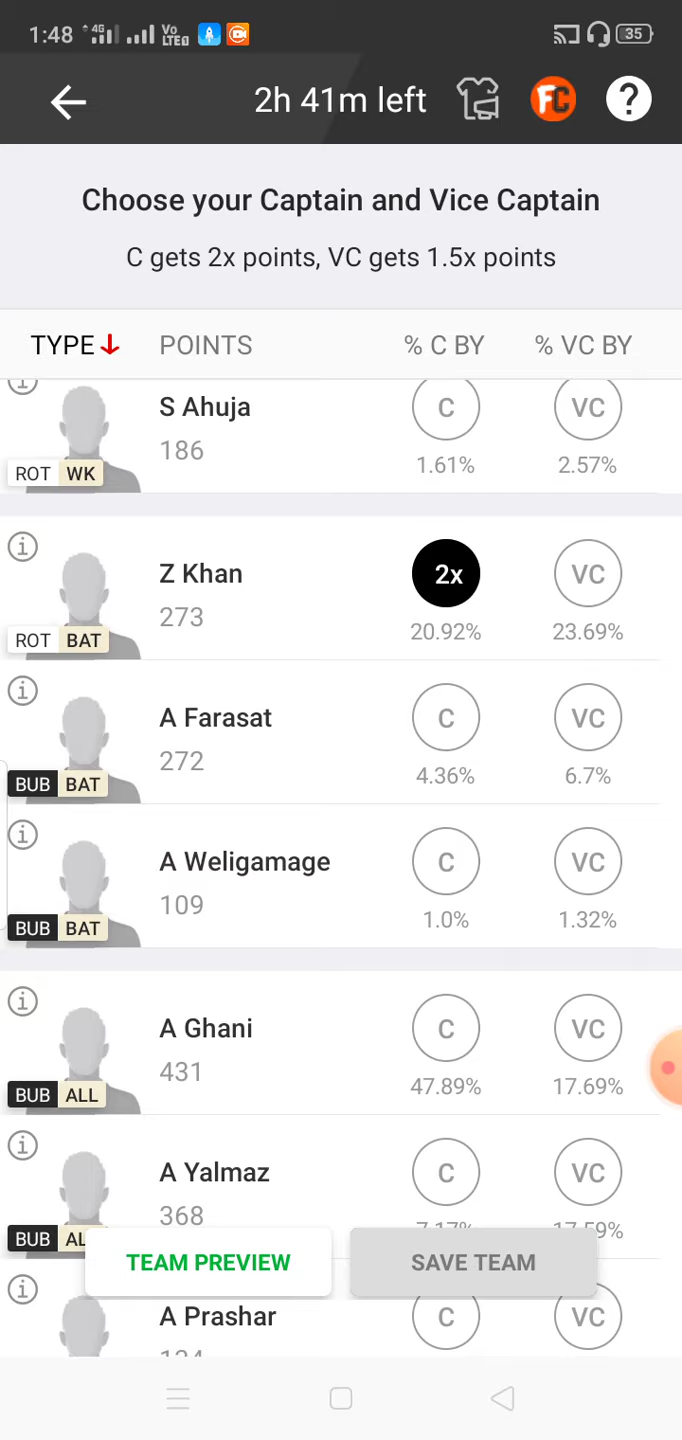 1:48 4G Vo LTE 35
2h 41m left FC ?
Choose your Captain and Vice Captain
C gets 2x points, VC gets 1.5x points
TYPE POINTS % C BY % VC BY
S Ahuja C VC
186
ROT WK 1.61% 2.57%
Z Khan 2x VC
273
ROT BAT 20.92% 23.69%
A Farasat C VC
272
BUB BAT 4.36% 6.7%
A Weligamage C VC
109
BUB BAT 1.0% 1.32%
A Ghani C VC
431
BUB ALL 47.89% 17.69%
A Yalmaz C VC
368
BUB
TEAM PREVIEW SAVE TEAM
A Prashar C VC